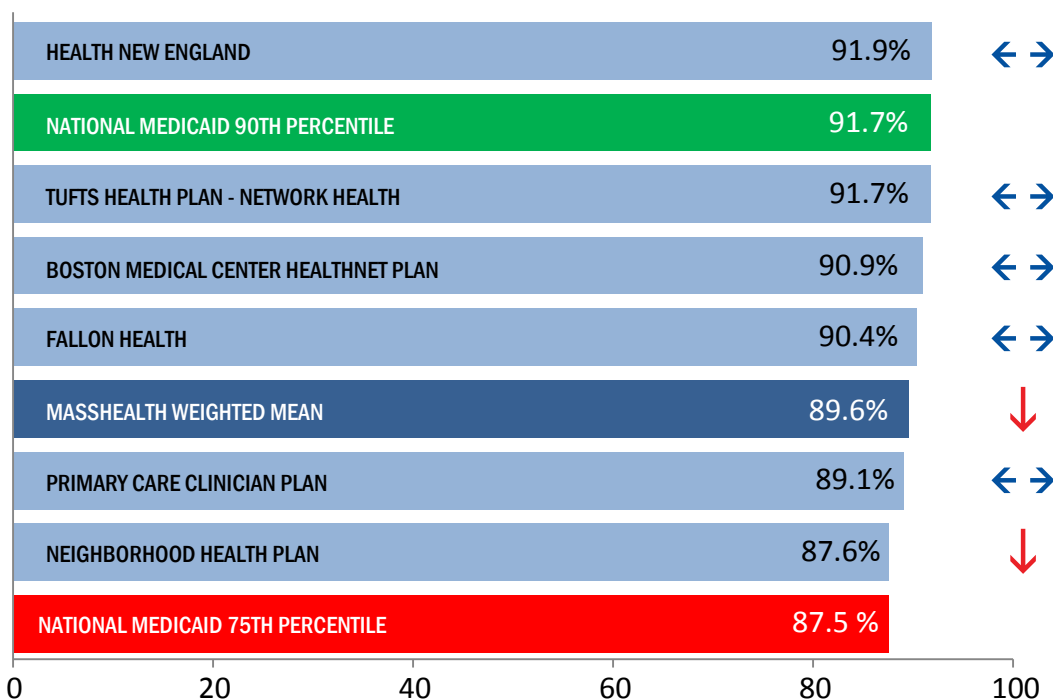 HEALTH NEW ENGLAND 91.9% ← →
NATIONAL MEDICAID 90TH PERCENTILE 91.7%
TUFTS HEALTH PLAN - NETWORK HEALTH 91.7% ← →
BOSTON MEDICAL CENTER HEALTHNET PLAN 90.9% ← →
FALLON HEALTH 90.4% ← →
MASSHEALTH WEIGHTED MEAN 89.6% ↓
PRIMARY CARE CLINICIAN PLAN 89.1% ← →
NEIGHBORHOOD HEALTH PLAN 87.6% ↓
NATIONAL MEDICAID 75TH PERCENTILE 87.5 %
0 20 40 60 80 100